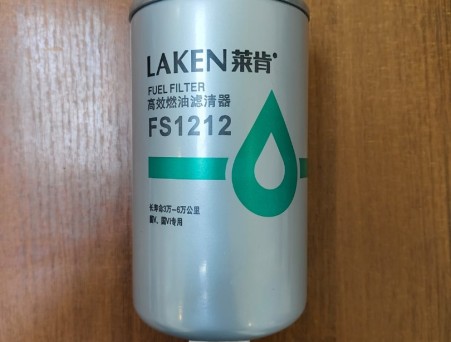 LAKEN莱肯
FUEL FILTER
高效燃油滤清器
FS1212
长寿命3万-6万公里
国V、国VI专用